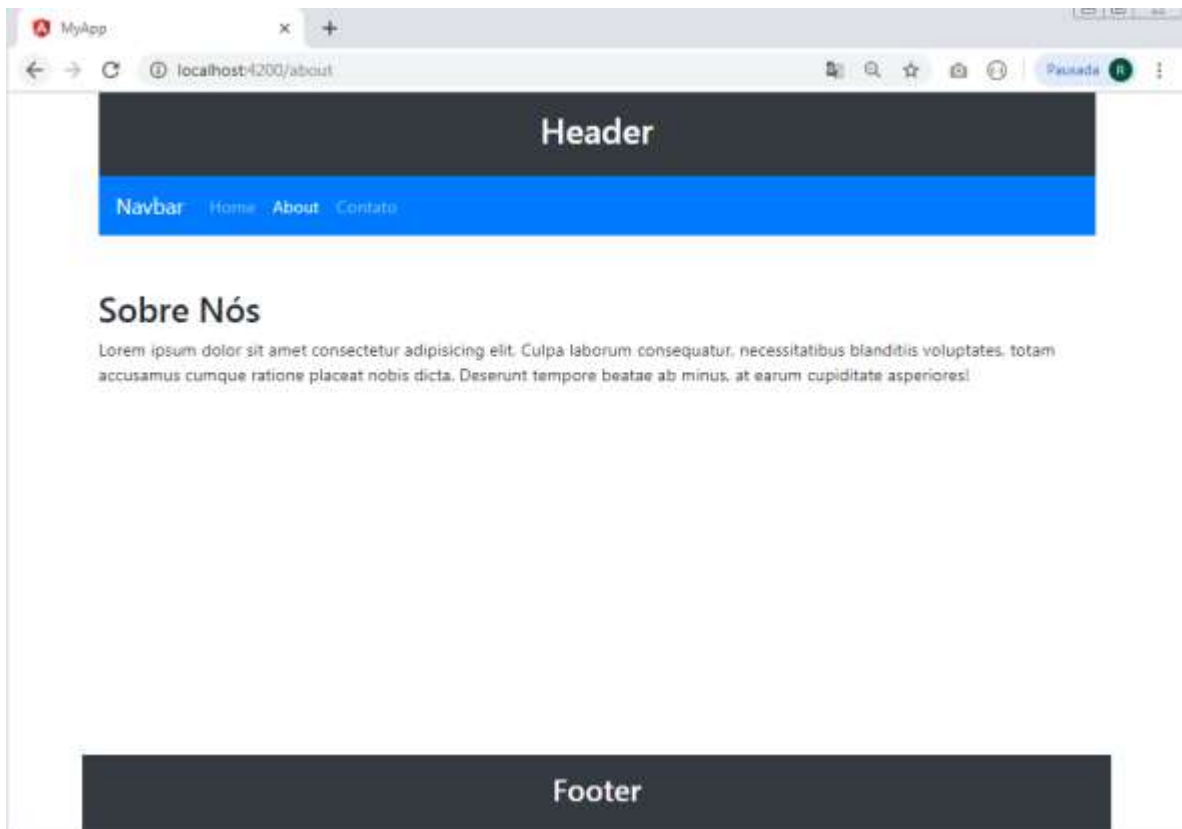 MyApp
localhost:4200/about
Pausada R
Header
Navbar Home About Contato
Sobre Nós
Lorem ipsum dolor sit amet consectetur adipisicing elit. Culpa laborum consequatur, necessitatibus blanditiis voluptates, totam
accusamus cumque ratione placeat nobis dicta. Deserunt tempore beatae ab minus, at earum cupiditate asperiores!
Footer